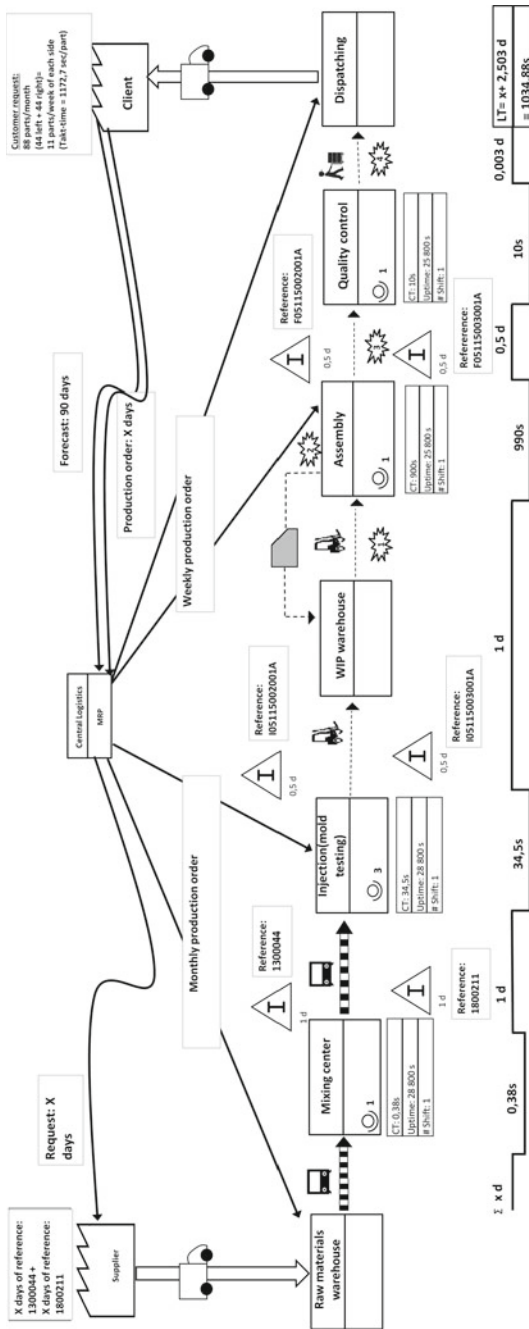 X days of reference:
1300044 +
X days of reference:
1800211
Supplier
Request: X
days
Central Logistics
MRP
Forecast: 90 days
Production order: X days
Customer request:
88 parts/month
(44 left + 44 right)=
11 parts/week of each side
(Takt-time = 1172,7 sec/part)
Client
Monthly production order
Weekly production order
Raw materials
warehouse
Mixing center
1
CT: 0,38s
Uptime: 28 800 s
# Shift: 1
Reference:
1300044
I
1 d
I
1 d
Reference:
1800211
Injection(mold
testing)
3
CT: 34,5s
Uptime: 28 800 s
# Shift: 1
Reference:
I05115002001A
I
0,5 d
I
0,5 d
Reference:
I05115003001A
WIP warehouse
1
2
Assembly
1
CT: 900s
Uptime: 25 800 s
# Shift: 1
Reference:
F05115002001A
I
0,5 d
3
I
0,5 d
Refererence:
F05115003001A
Quality control
1
CT: 10s
Uptime: 25 800 s
# Shift: 1
4
Dispatching
Σ x d
0,38s
1 d
34,5s
1 d
990s
0,5 d
10s
0,003 d
LT= x+ 2,503 d
= 1034,88s